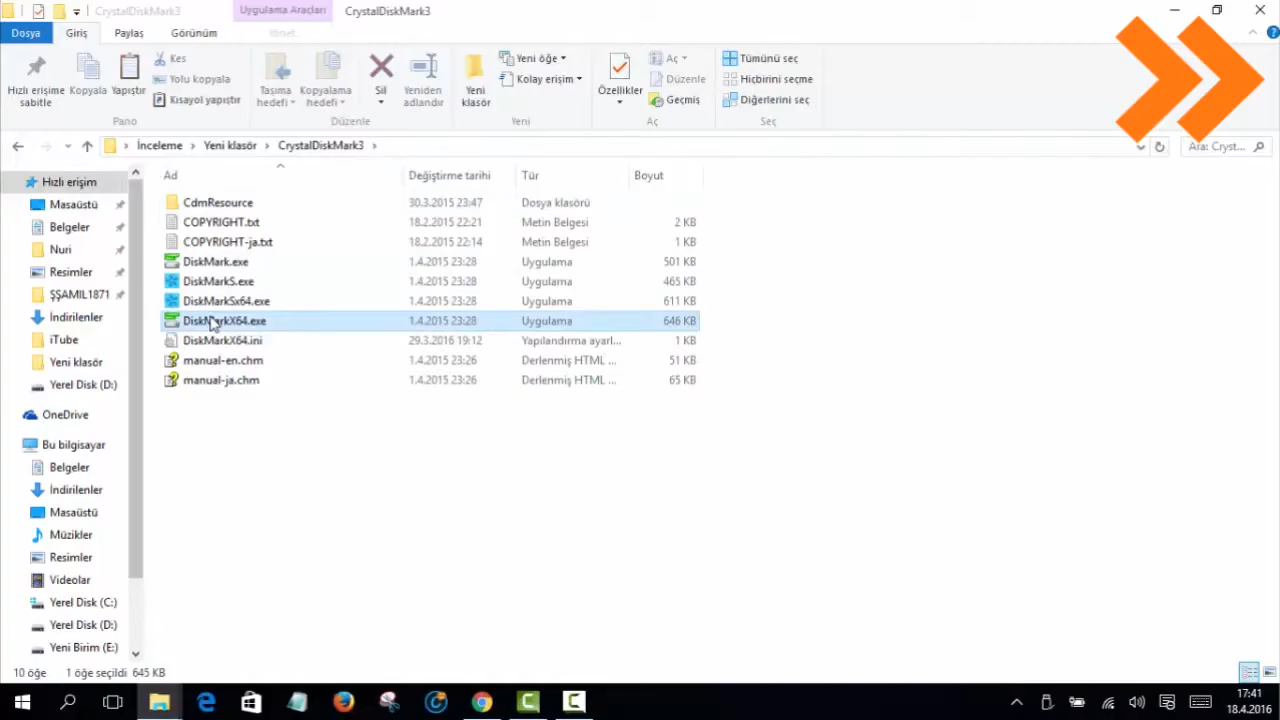 CrystalDiskMark3
Uygulama Araçları
CrystalDiskMark3
Dosya
Giriş
Paylaş
Görünüm
Yönet
Hızlı erişime sabitle
Kopyala
Yapıştır
Kes
Yolu kopyala
Kısayol yapıştır
Pano
Taşıma hedefi
Kopyalama hedefi
Sil
Yeniden adlandır
Düzenle
Yeni klasör
Yeni öğe
Kolay erişim
Yeni
Özellikler
Aç
Düzenle
Geçmiş
Aç
Tümünü seç
Hiçbirini seçme
Diğerlerini seç
Seç
İnceleme
Yeni klasör
CrystalDiskMark3
Ara: Cryst...
Hızlı erişim
Masaüstü
Belgeler
Nuri
Resimler
ŞŞAMIL1871
İndirilenler
iTube
Yeni klasör
Yerel Disk (D:)
OneDrive
Bu bilgisayar
Belgeler
İndirilenler
Masaüstü
Müzikler
Resimler
Videolar
Yerel Disk (C:)
Yerel Disk (D:)
Yeni Birim (E:)
Ad Değiştirme tarihi Tür Boyut
CdmResource 30.3.2015 23:47 Dosya klasörü
COPYRIGHT.txt 18.2.2015 22:21 Metin Belgesi 2 KB
COPYRIGHT-ja.txt 18.2.2015 22:14 Metin Belgesi 1 KB
DiskMark.exe 1.4.2015 23:28 Uygulama 501 KB
DiskMarkS.exe 1.4.2015 23:28 Uygulama 465 KB
DiskMarkSx64.exe 1.4.2015 23:28 Uygulama 611 KB
DiskMarkX64.exe 1.4.2015 23:28 Uygulama 646 KB
DiskMarkX64.ini 29.3.2016 19:12 Yapılandırma ayarl... 1 KB
manual-en.chm 1.4.2015 23:26 Derlenmiş HTML ... 51 KB
manual-ja.chm 1.4.2015 23:26 Derlenmiş HTML ... 65 KB
10 öğe 1 öğe seçildi 645 KB
17:41
18.4.2016